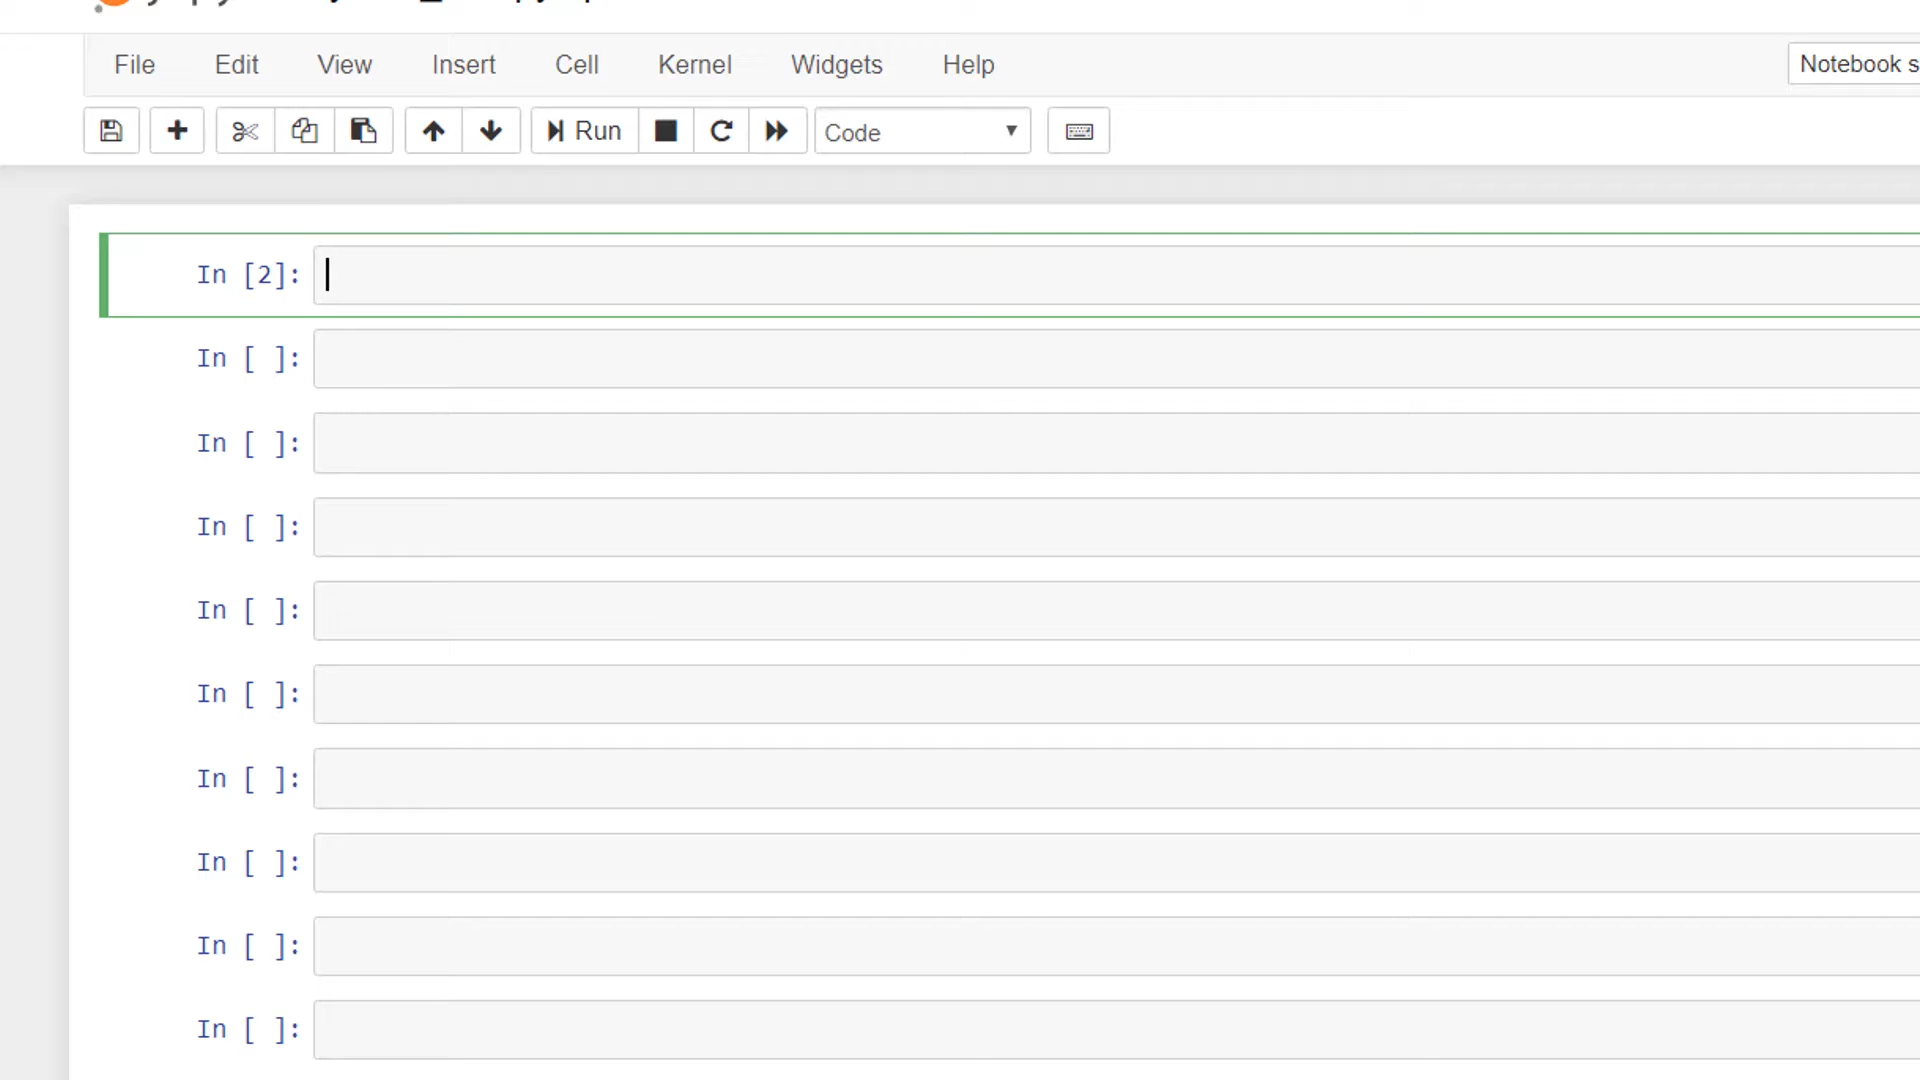 File Edit View Insert Cell Kernel Widgets Help Notebook s
Run Code
In [2]:
In [ ]:
In [ ]:
In [ ]:
In [ ]:
In [ ]:
In [ ]:
In [ ]:
In [ ]:
In [ ]: